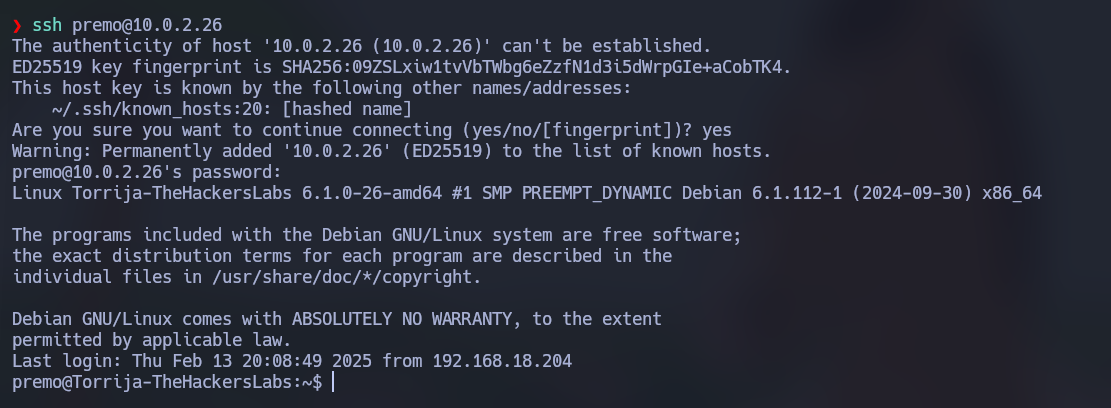 ❯ ssh premo@10.0.2.26
The authenticity of host '10.0.2.26 (10.0.2.26)' can't be established.
ED25519 key fingerprint is SHA256:09ZSLxiw1tvVbTWbg6eZzfN1d3i5dWrpGIe+aCobTK4.
This host key is known by the following other names/addresses:
    ~/.ssh/known_hosts:20: [hashed name]
Are you sure you want to continue connecting (yes/no/[fingerprint])? yes
Warning: Permanently added '10.0.2.26' (ED25519) to the list of known hosts.
premo@10.0.2.26's password:
Linux Torrija-TheHackersLabs 6.1.0-26-amd64 #1 SMP PREEMPT_DYNAMIC Debian 6.1.112-1 (2024-09-30) x86_64

The programs included with the Debian GNU/Linux system are free software;
the exact distribution terms for each program are described in the
individual files in /usr/share/doc/*/copyright.

Debian GNU/Linux comes with ABSOLUTELY NO WARRANTY, to the extent
permitted by applicable law.
Last login: Thu Feb 13 20:08:49 2025 from 192.168.18.204
premo@Torrija-TheHackersLabs:~$